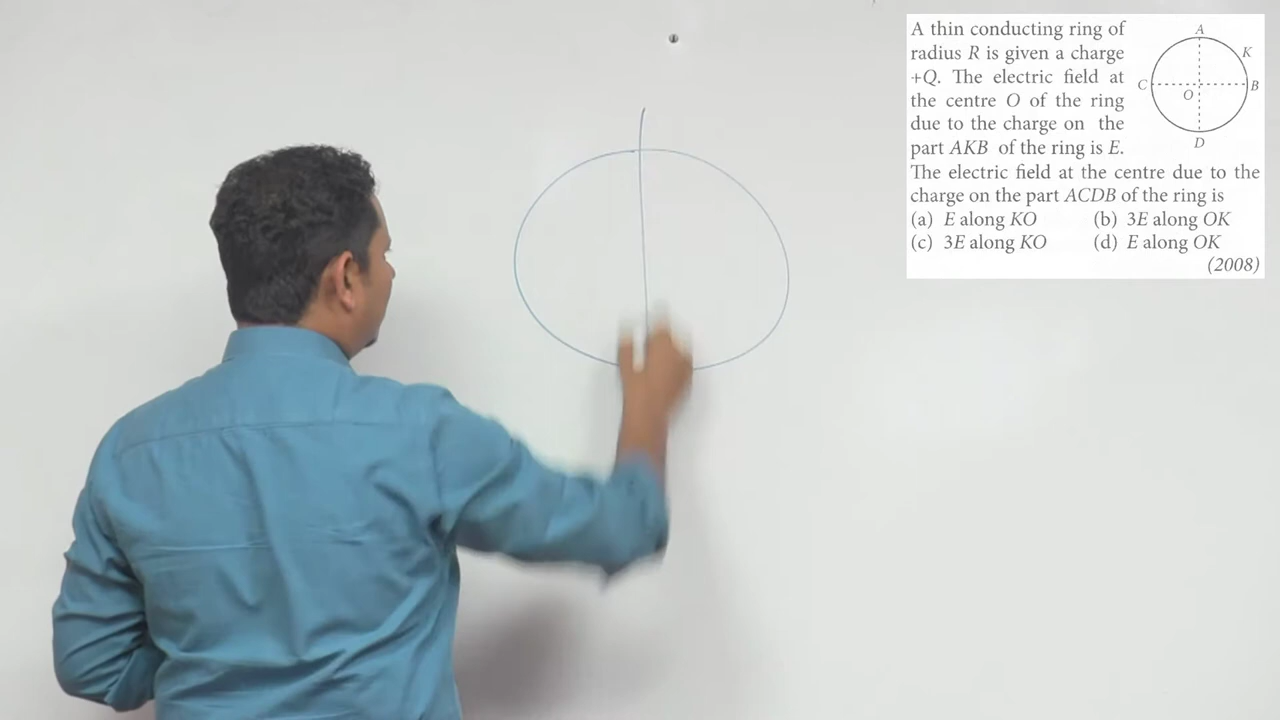 A thin conducting ring of
radius R is given a charge
+Q. The electric field at
the centre O of the ring
due to the charge on the
part AKB of the ring is E.
The electric field at the centre due to the
charge on the part ACDB of the ring is
(a) E along KO (b) 3E along OK
(c) 3E along KO (d) E along OK
(2008)
A
K
C
B
O
D